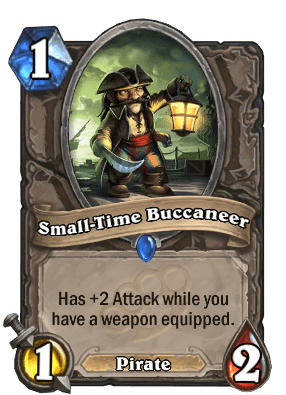 1
Small-Time Buccaneer
Has +2 Attack while you
have a weapon equipped.
1
Pirate
2